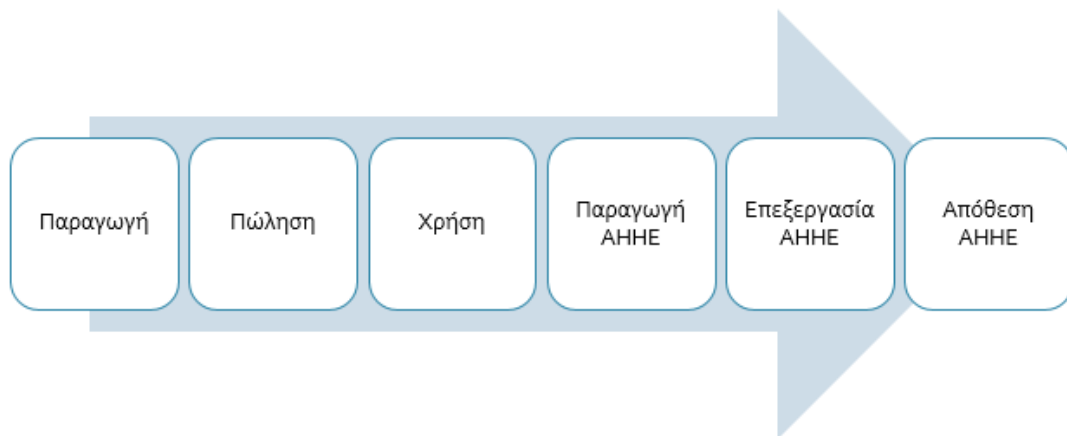 Παραγωγή
Πώληση
Χρήση
Παραγωγή
ΑΗΗΕ
Επεξεργασία
ΑΗΗΕ
Απόθεση
ΑΗΗΕ